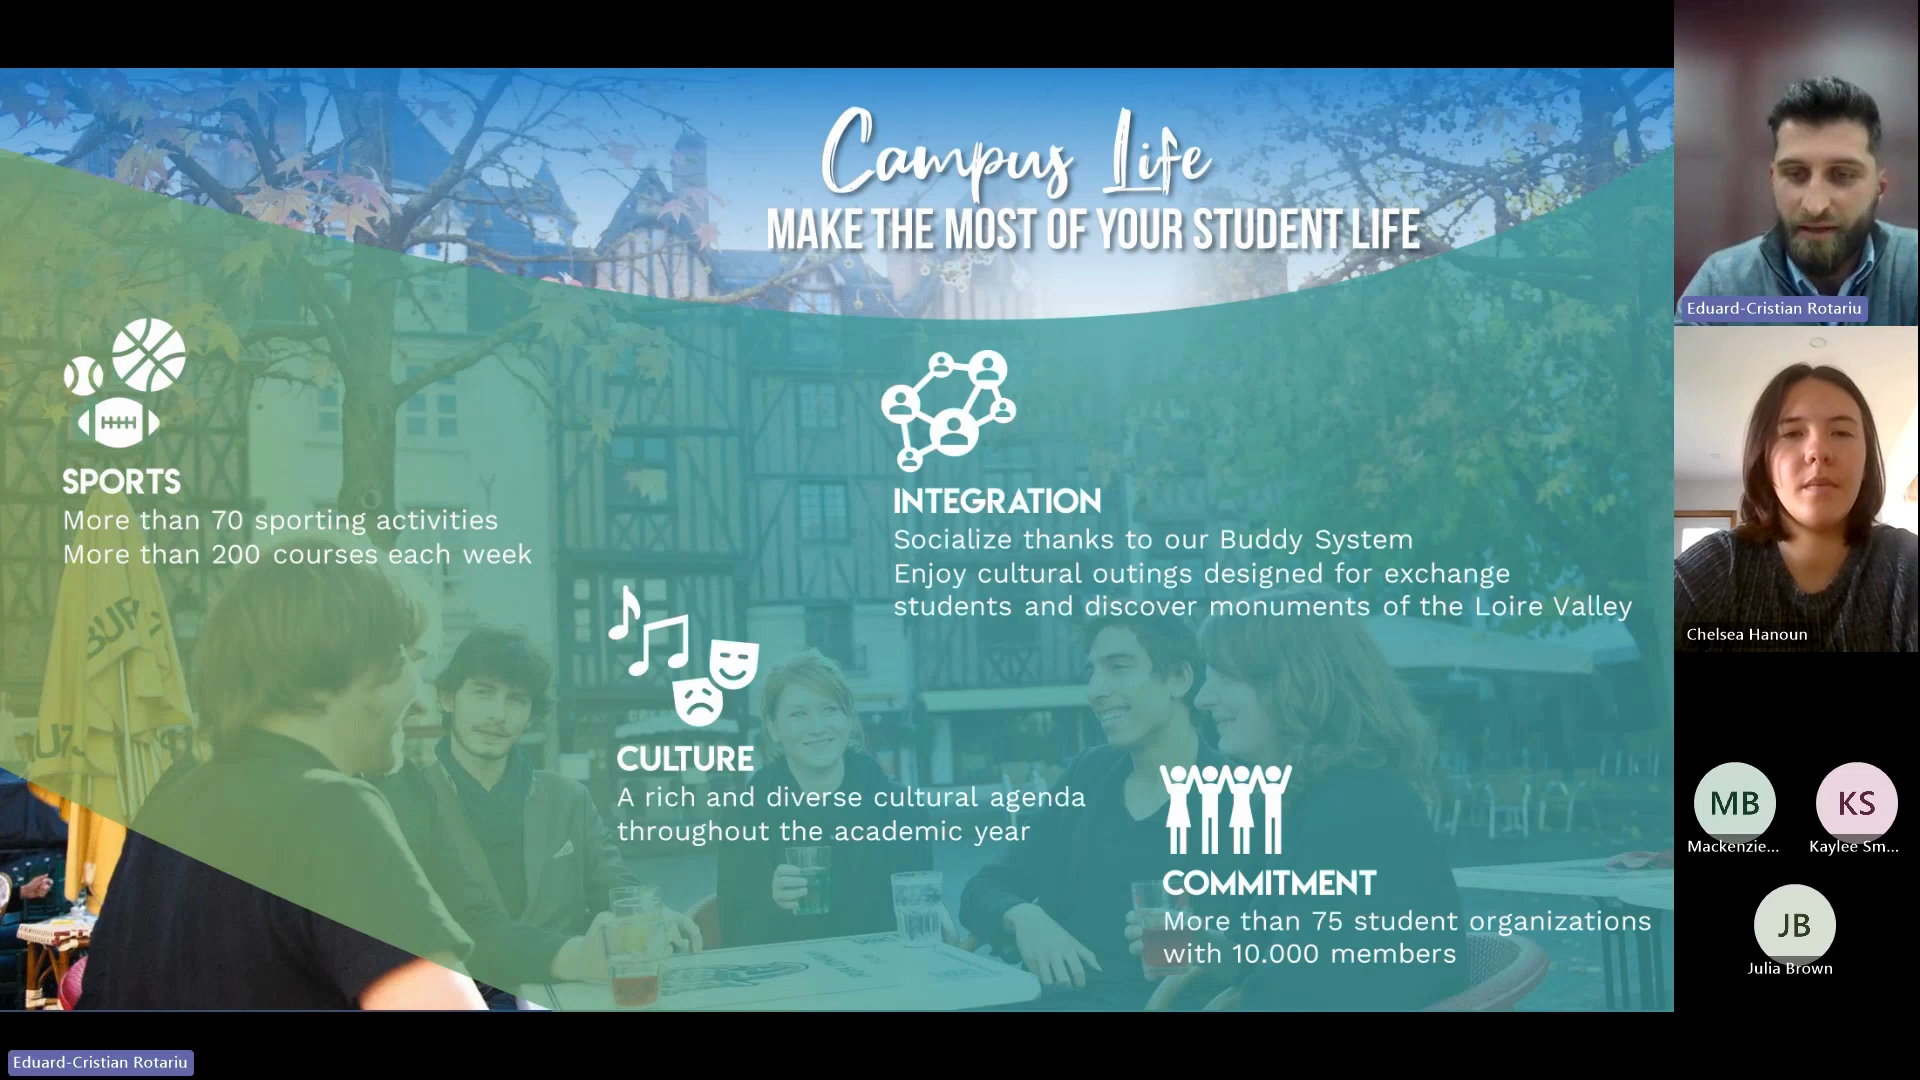 Campus Life
MAKE THE MOST OF YOUR STUDENT LIFE
SPORTS
More than 70 sporting activities
More than 200 courses each week
INTEGRATION
Socialize thanks to our Buddy System
Enjoy cultural outings designed for exchange
students and discover monuments of the Loire Valley
CULTURE
A rich and diverse cultural agenda
throughout the academic year
COMMITMENT
More than 75 student organizations
with 10.000 members
Eduard-Cristian Rotariu
Chelsea Hanoun
MB
Mackenzie...
KS
Kaylee Sm...
JB
Julia Brown
Eduard-Cristian Rotariu